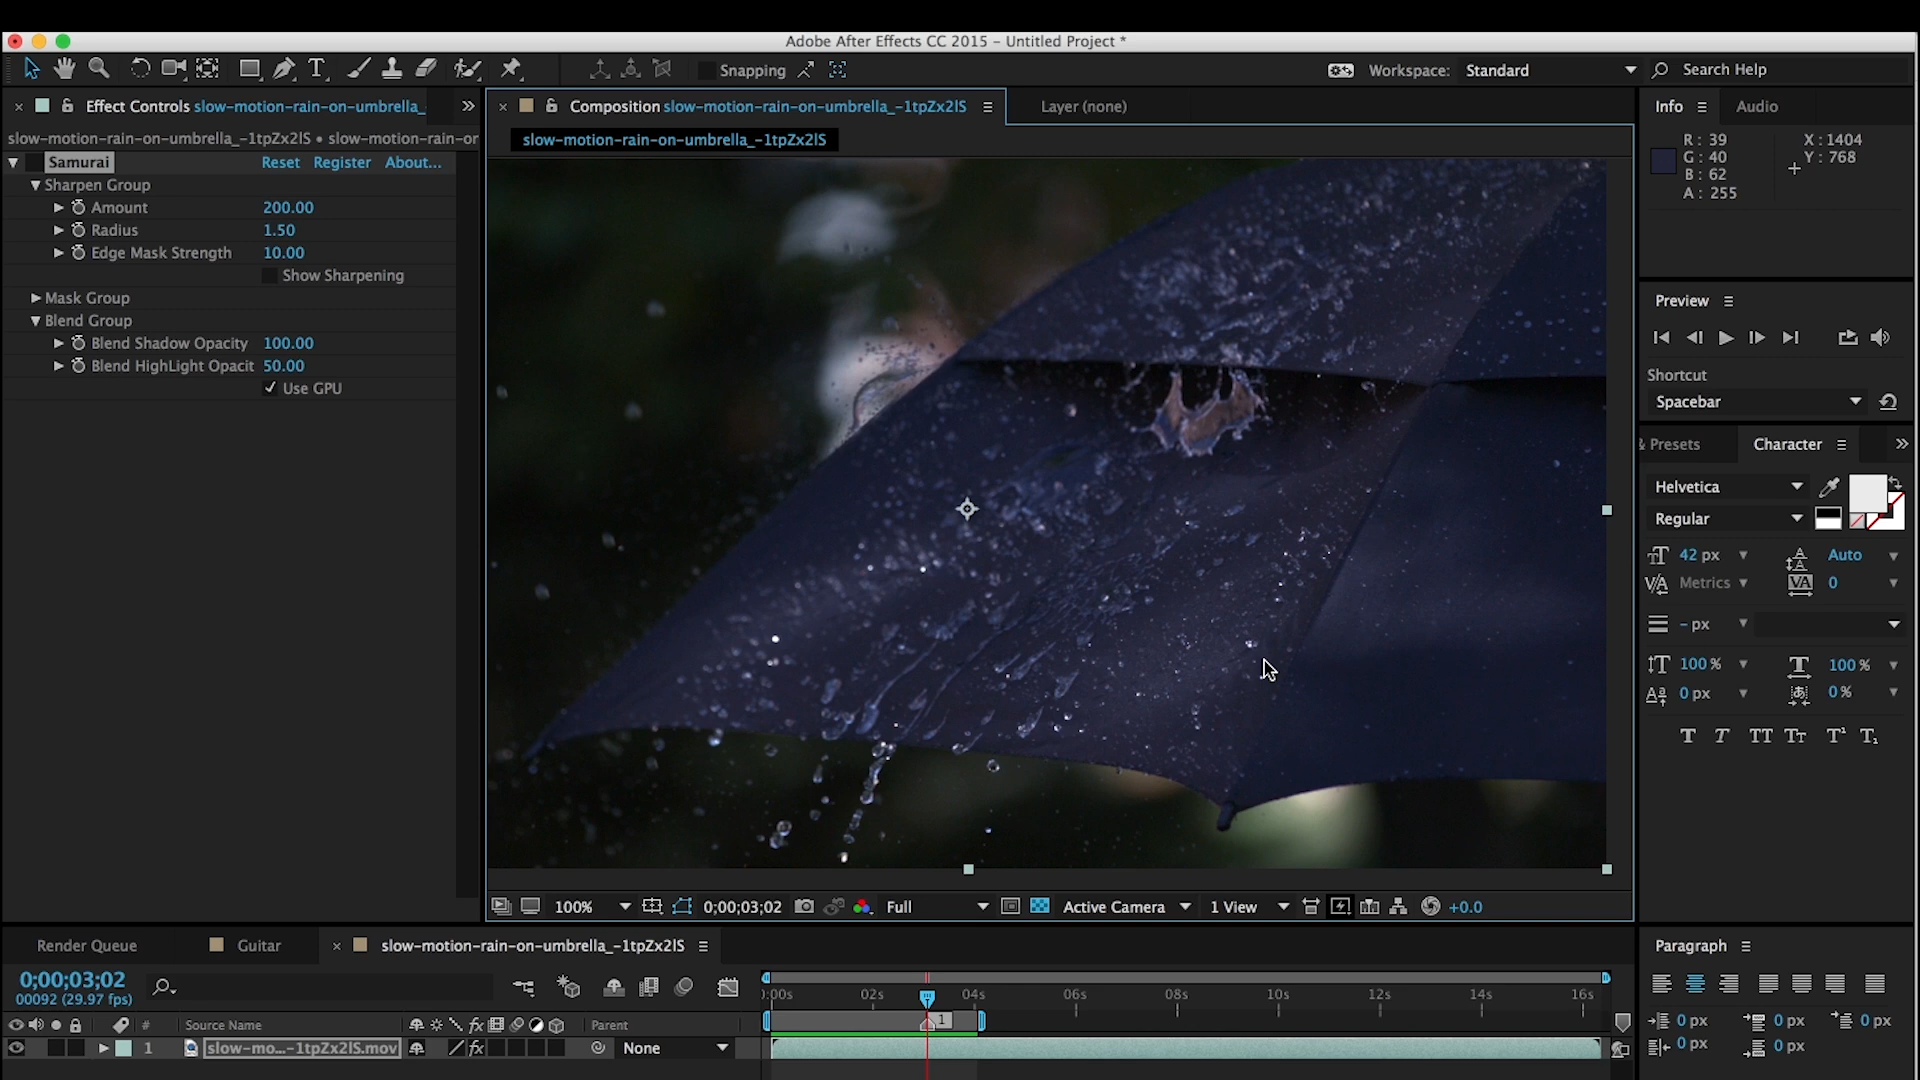 Adobe After Effects CC 2015 – Untitled Project *
Snapping
Workspace: Standard
Search Help
Effect Controls slow-motion-rain-on-umbrella_
Composition slow-motion-rain-on-umbrella_-1tpZx2lS
Layer (none)
Info
Audio
slow-motion-rain-on-umbrella_-1tpZx2lS • slow-motion-rain-or
slow-motion-rain-on-umbrella_-1tpZx2lS
R : 39
G : 40
B : 62
A : 255
X : 1404
Y : 768
Samurai
Reset
Register
About...
Sharpen Group
Amount 200.00
Radius 1.50
Edge Mask Strength 10.00
Show Sharpening
Mask Group
Blend Group
Blend Shadow Opacity 100.00
Blend HighLight Opacit 50.00
Use GPU
Preview
Shortcut
Spacebar
& Presets
Character
Helvetica
Regular
42 px
Auto
Metrics
0
- px
100 %
100 %
0 px
0 %
T T TT Tт T¹ T₁
100%
0;00;03;02
Full
Active Camera
1 View
+0.0
Render Queue
Guitar
slow-motion-rain-on-umbrella_-1tpZx2lS
0;00;03;02
00092 (29.97 fps)
):00s 02s 04s 06s 08s 10s 12s 14s 16s
1
# Source Name
fx
Parent
1 slow-mo...-1tpZx2lS.mov
fx
None
Paragraph
0 px
0 px
0 px
0 px
0 px